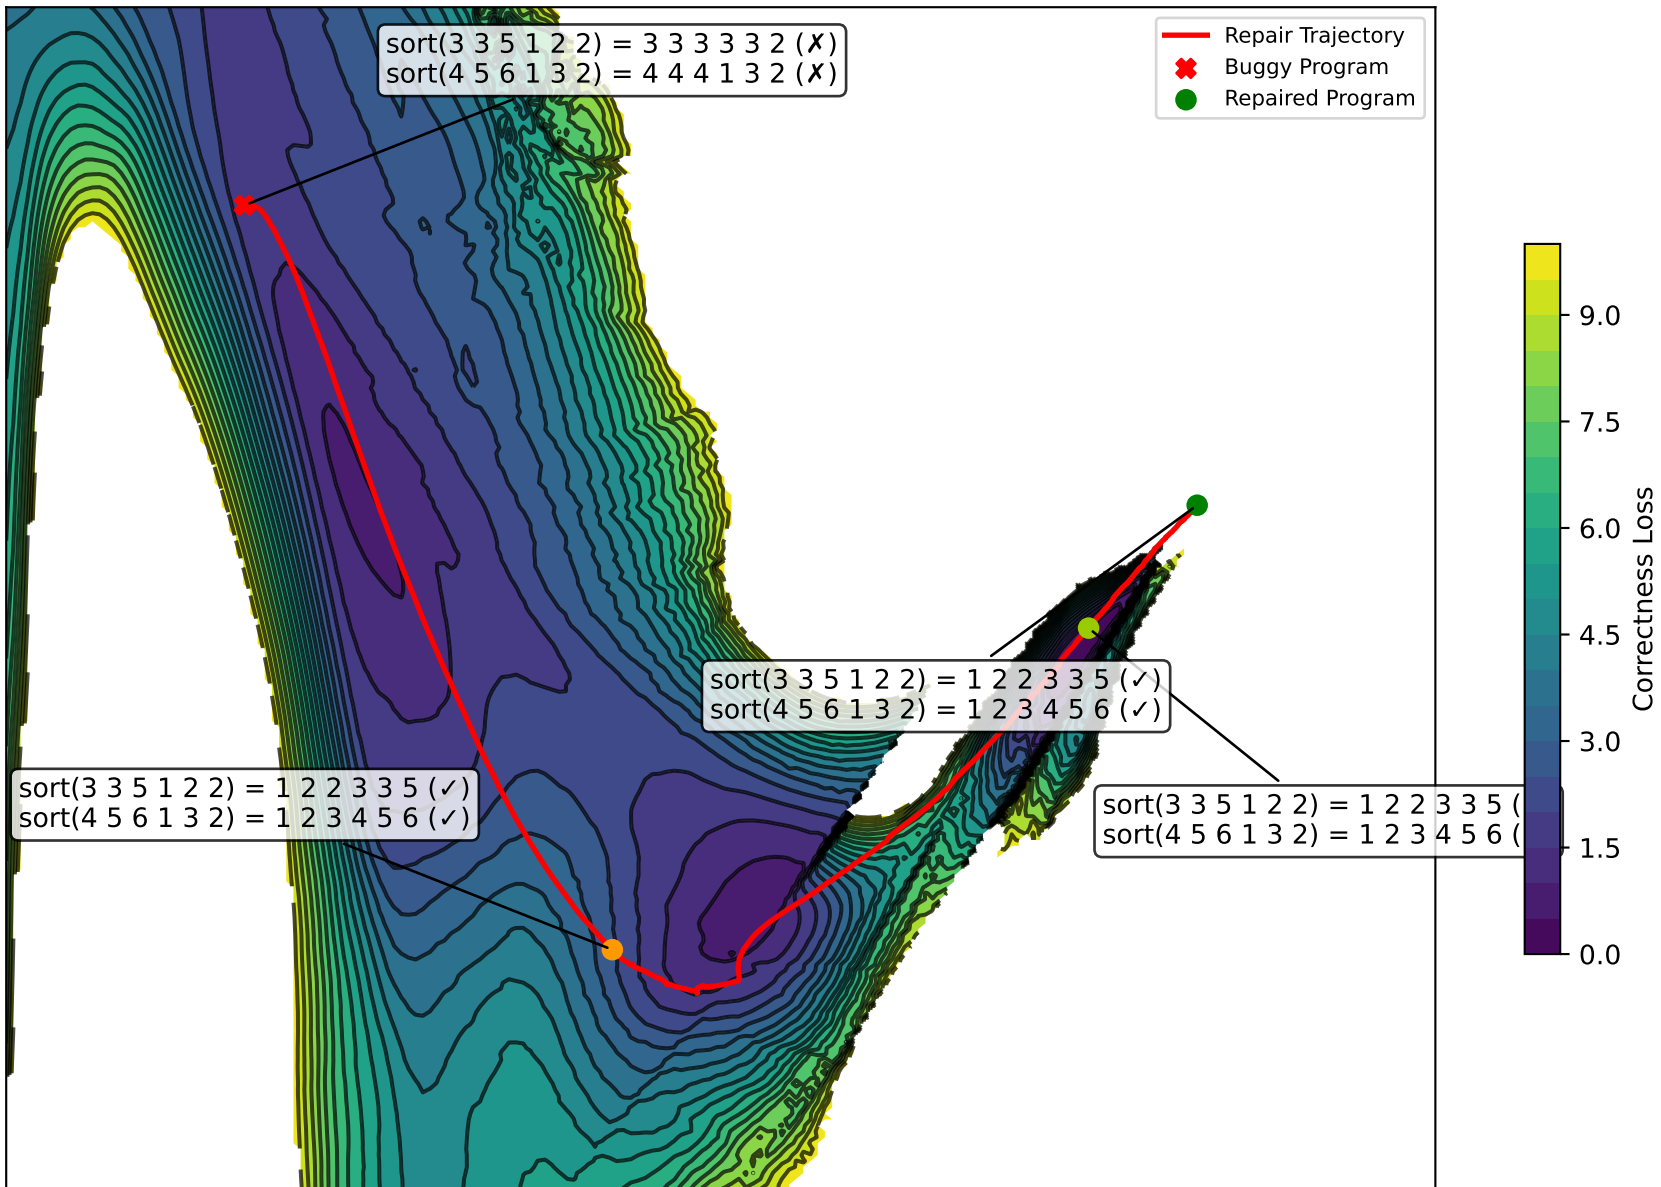 sort(3 3 5 1 2 2) = 3 3 3 3 3 2 (✗)
sort(4 5 6 1 3 2) = 4 4 4 1 3 2 (✗)
Repair Trajectory
Buggy Program
Repaired Program
sort(3 3 5 1 2 2) = 1 2 2 3 3 5 (✓)
sort(4 5 6 1 3 2) = 1 2 3 4 5 6 (✓)
sort(3 3 5 1 2 2) = 1 2 2 3 3 5 (✓)
sort(4 5 6 1 3 2) = 1 2 3 4 5 6 (✓)
sort(3 3 5 1 2 2) = 1 2 2 3 3 5 (
sort(4 5 6 1 3 2) = 1 2 3 4 5 6 (
9.0
7.5
6.0
4.5
3.0
1.5
0.0
Correctness Loss